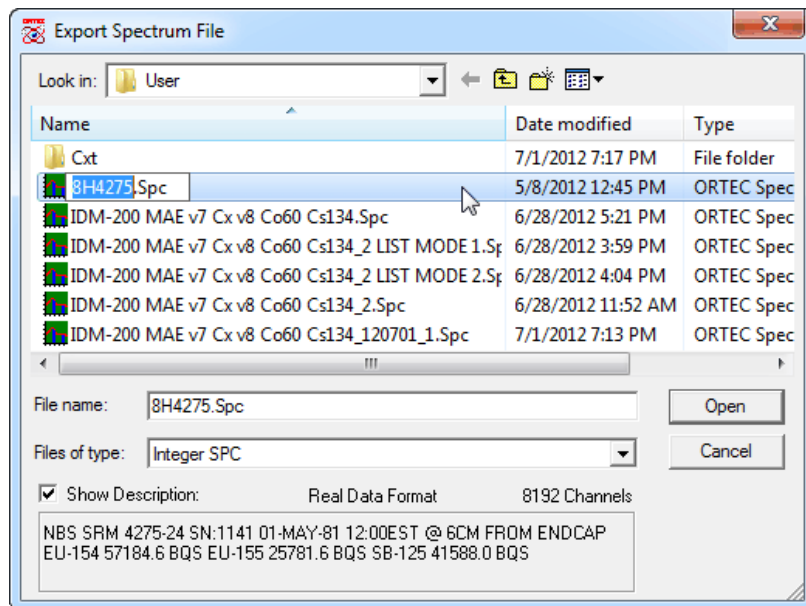 ORTEC
Export Spectrum File
Look in: User
Name Date modified Type
Cxt 7/1/2012 7:17 PM File folder
8H4275.Spc 5/8/2012 12:45 PM ORTEC Spec
IDM-200 MAE v7 Cx v8 Co60 Cs134.Spc 6/28/2012 5:21 PM ORTEC Spec
IDM-200 MAE v7 Cx v8 Co60 Cs134_2 LIST MODE 1.Sp 6/28/2012 3:59 PM ORTEC Spec
IDM-200 MAE v7 Cx v8 Co60 Cs134_2 LIST MODE 2.Sp 6/28/2012 4:04 PM ORTEC Spec
IDM-200 MAE v7 Cx v8 Co60 Cs134_2.Spc 6/28/2012 11:52 AM ORTEC Spec
IDM-200 MAE v7 Cx v8 Co60 Cs134_120701_1.Spc 7/1/2012 7:13 PM ORTEC Spec
File name: 8H4275.Spc Open
Files of type: Integer SPC Cancel
Show Description: Real Data Format 8192 Channels
NBS SRM 4275-24 SN:1141 01-MAY-81 12:00EST @ 6CM FROM ENDCAP
EU-154 57184.6 BQS EU-155 25781.6 BQS SB-125 41588.0 BQS